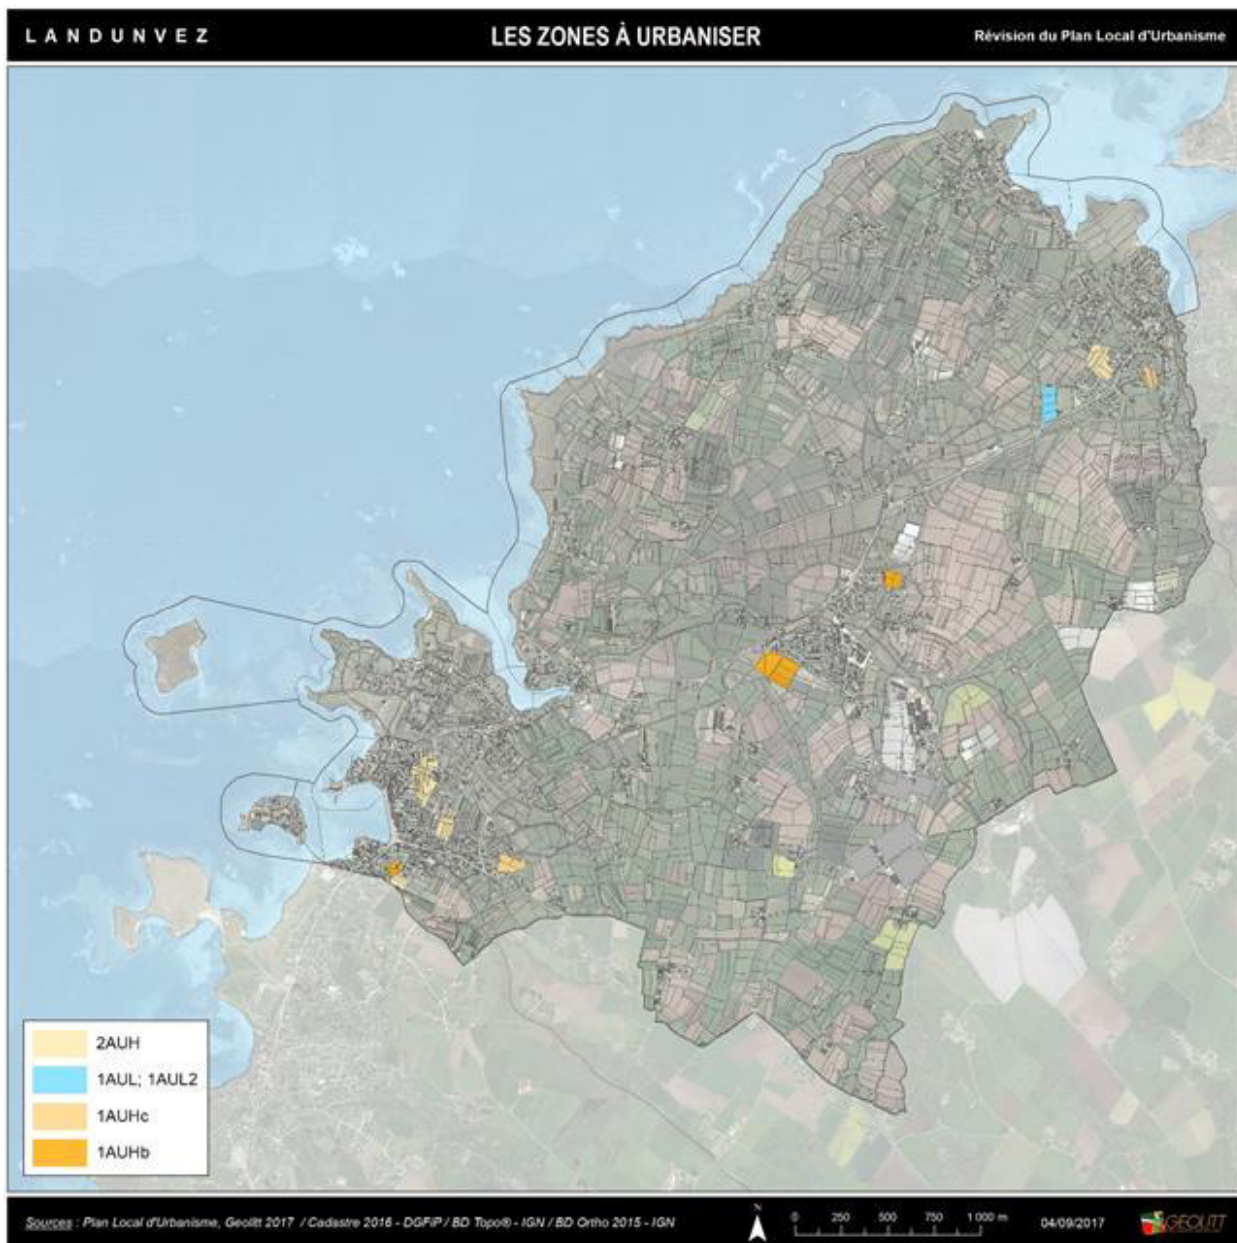 LANDUNVEZ
LES ZONES À URBANISER
Révision du Plan Local d'Urbanisme
2AUH
1AUL; 1AUL2
1AUHc
1AUHb
Sources : Plan Local d'Urbanisme, Geolitt 2017 / Cadastre 2016 - DGFiP / BD Topo® - IGN / BD Ortho 2015 - IGN
N
0 250 500 750 1 000 m
04/09/2017
GEOLITT